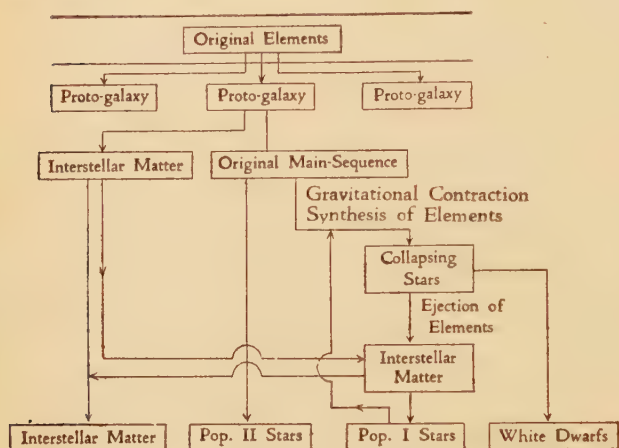 Original Elements
Proto-galaxy
Proto-galaxy
Proto-galaxy
Interstellar Matter
Original Main-Sequence
Gravitational Contraction
Synthesis of Elements
Collapsing
Stars
Ejection of
Elements
Interstellar
Matter
Interstellar Matter
Pop. II Stars
Pop. I Stars
White Dwarfs